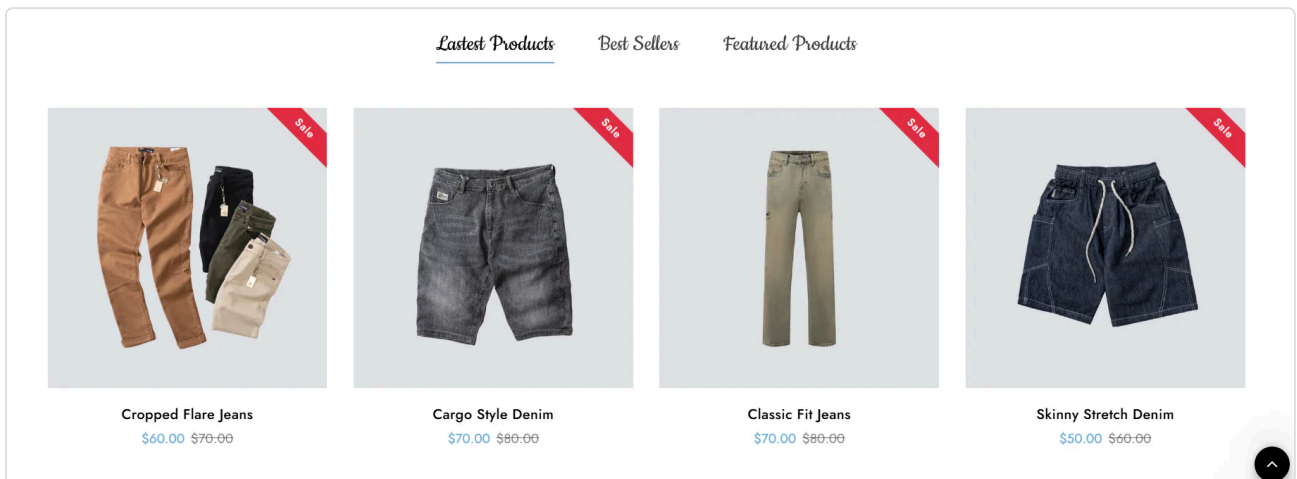 Lastest Products Best Sellers Featured Products
Sale Sale Sale Sale
Cropped Flare Jeans Cargo Style Denim Classic Fit Jeans Skinny Stretch Denim
$60.00 $70.00 $70.00 $80.00 $70.00 $80.00 $50.00 $60.00